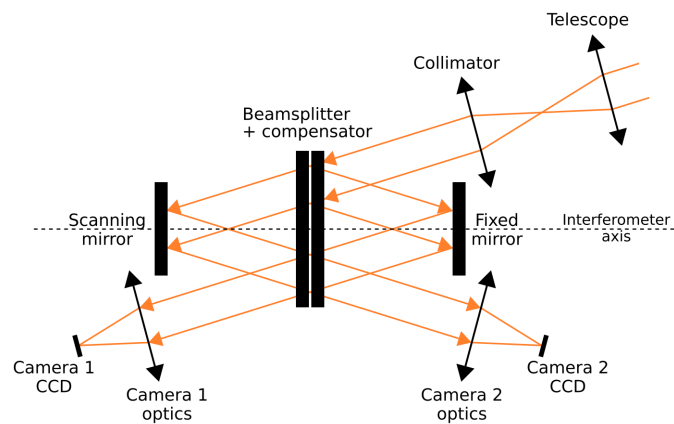 Telescope
Collimator
Beamsplitter
+ compensator
Scanning
mirror
Fixed
mirror
Interferometer
axis
Camera 1
CCD
Camera 1
optics
Camera 2
optics
Camera 2
CCD